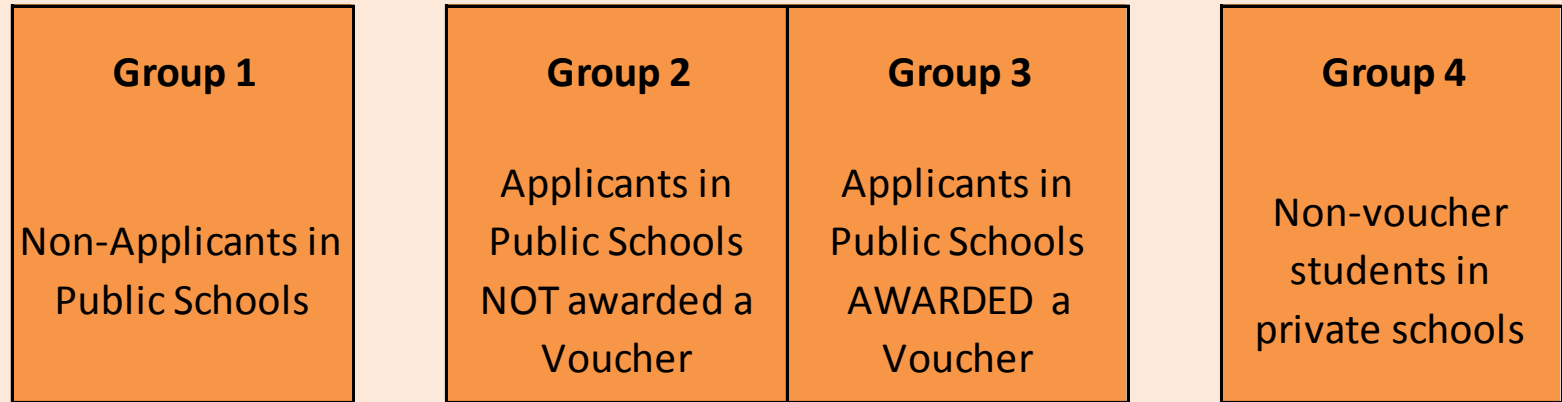 Group 1
Non-Applicants in
Public Schools
Group 2
Applicants in
Public Schools
NOT awarded a
Voucher
Group 3
Applicants in
Public Schools
AWARDED a
Voucher
Group 4
Non-voucher
students in
private schools